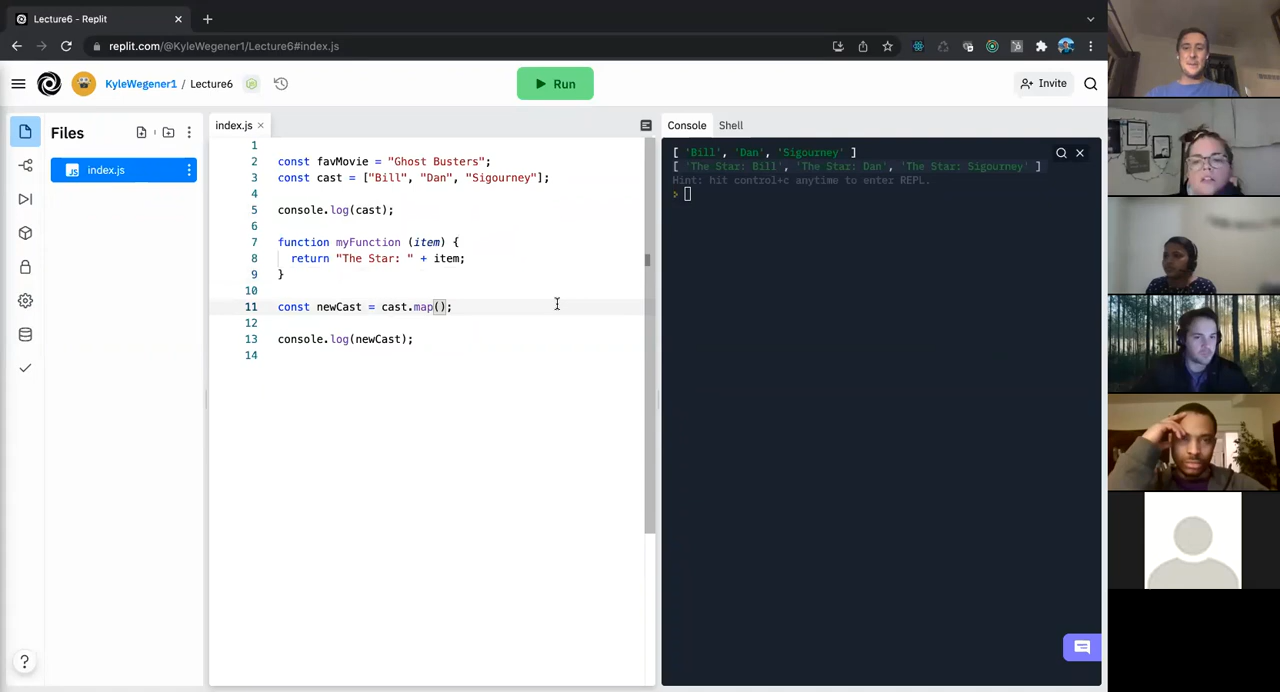 Lecture6 - Replit
replit.com/@KyleWegener1/Lecture6#index.js
KyleWegener1 / Lecture6
Run
Invite
Files
index.js
index.js
1
2 const favMovie = "Ghost Busters";
3 const cast = ["Bill", "Dan", "Sigourney"];
4
5 console.log(cast);
6
7 function myFunction (item) {
8 return "The Star: " + item;
9 }
10
11 const newCast = cast.map();
12
13 console.log(newCast);
14
Console Shell
[ 'Bill', 'Dan', 'Sigourney' ]
[ 'The Star: Bill', 'The Star: Dan', 'The Star: Sigourney' ]
Hint: hit control+c anytime to enter REPL.
>
?